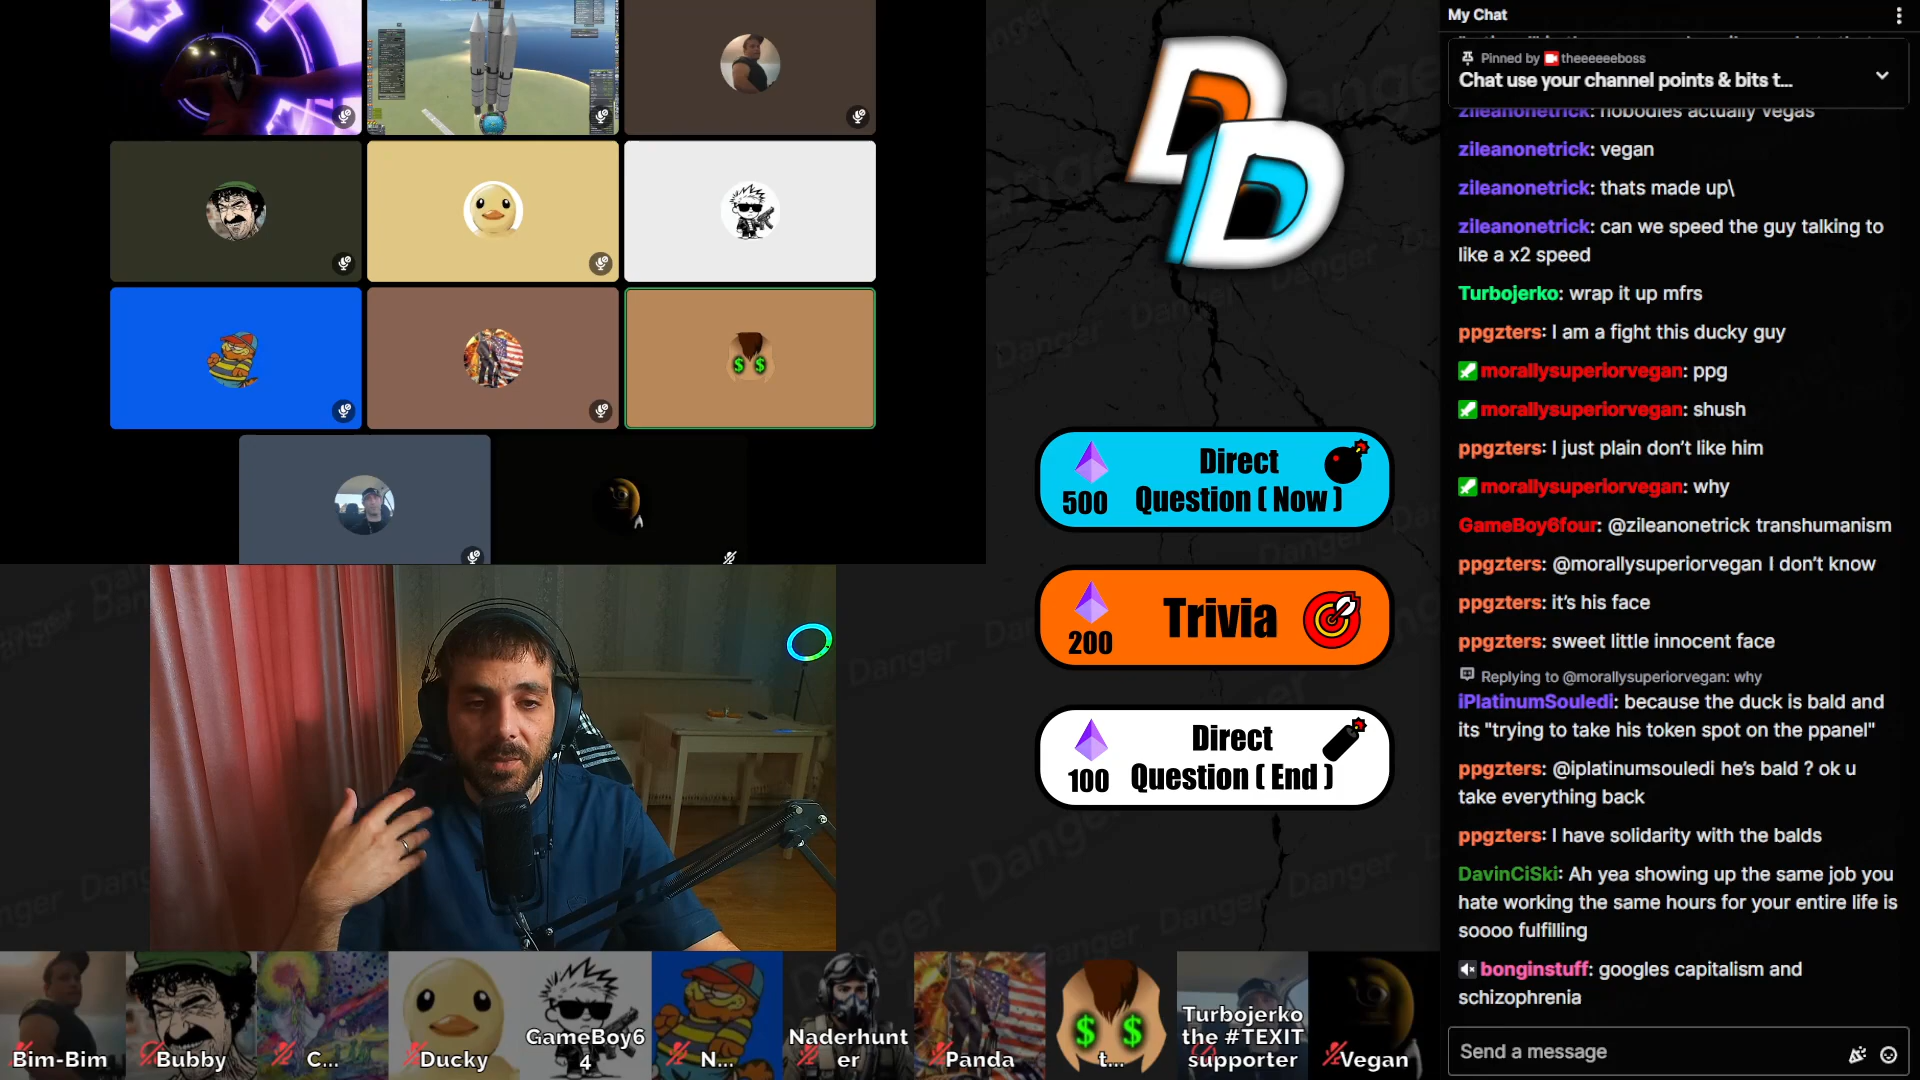 My Chat
Pinned by theeeeeeboss
Chat use your channel points & bits t...
zileanonetrick: nobodies actually vegas
zileanonetrick: vegan
zileanonetrick: thats made up\
zileanonetrick: can we speed the guy talking to
like a x2 speed
Turbojerko: wrap it up mfrs
ppgzters: I am a fight this ducky guy
morallysuperiorvegan: ppg
morallysuperiorvegan: shush
ppgzters: I just plain don't like him
morallysuperiorvegan: why
GameBoy6four: @zileanonetrick transhumanism
ppgzters: @morallysuperiorvegan I don't know
ppgzters: it's his face
ppgzters: sweet little innocent face
Replying to @morallysuperiorvegan: why
iPlatinumSouledi: because the duck is bald and
its "trying to take his token spot on the ppanel"
ppgzters: @iplatinumsouledi he's bald ? ok u
take everything back
ppgzters: I have solidarity with the balds
DavinCiSki: Ah yea showing up the same job you
hate working the same hours for your entire life is
soooo fulfilling
bonginstuff: googles capitalism and
schizophrenia
Send a message
DD
500
Direct
Question ( Now )
200
Trivia
100
Direct
Question ( End )
Danger
Bim-Bim
Bubby
C...
Ducky
GameBoy6
4
N...
Naderhunt
er
Panda
t...
Turbojerko
the #TEXIT
supporter
Vegan